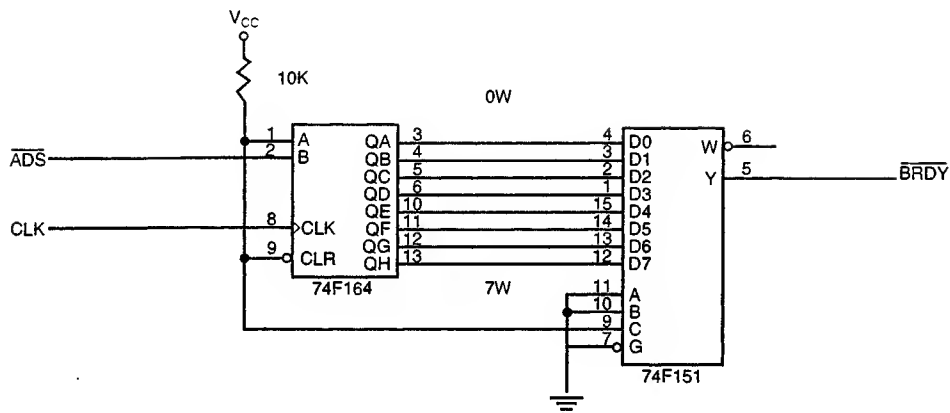 VCC
10K
0W
1 A QA 3 4 D0 W 6
ADS 2 B QB 4 3 D1
QC 5 2 D2 Y 5 BRDY
QD 6 1 D3
QE 10 15 D4
CLK 8 CLK QF 11 14 D5
QG 12 13 D6
9 CLR QH 13 12 D7
74F164 7W
11 A
10 B
9 C
7 G
74F151